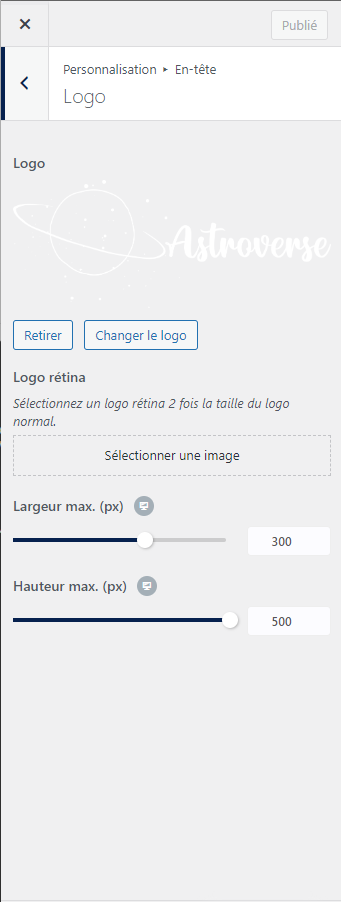 Publié
Personnalisation ▸ En-tête
Logo
Logo
Astroverse
Retirer
Changer le logo
Logo rétina
Sélectionnez un logo rétina 2 fois la taille du logo
normal.
Sélectionner une image
Largeur max. (px)
300
Hauteur max. (px)
500